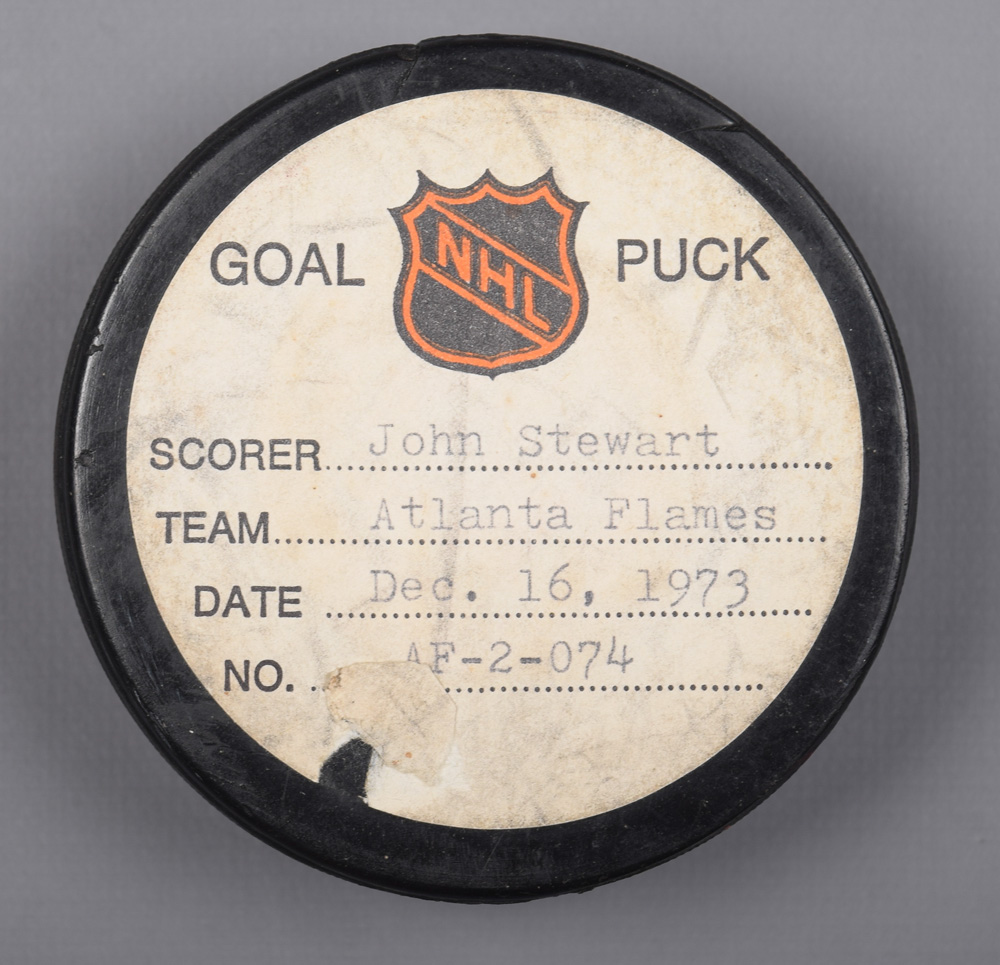 GOAL NHL PUCK
SCORER John Stewart
TEAM Atlanta Flames
DATE Dec. 16, 1973
NO. AF-2-074